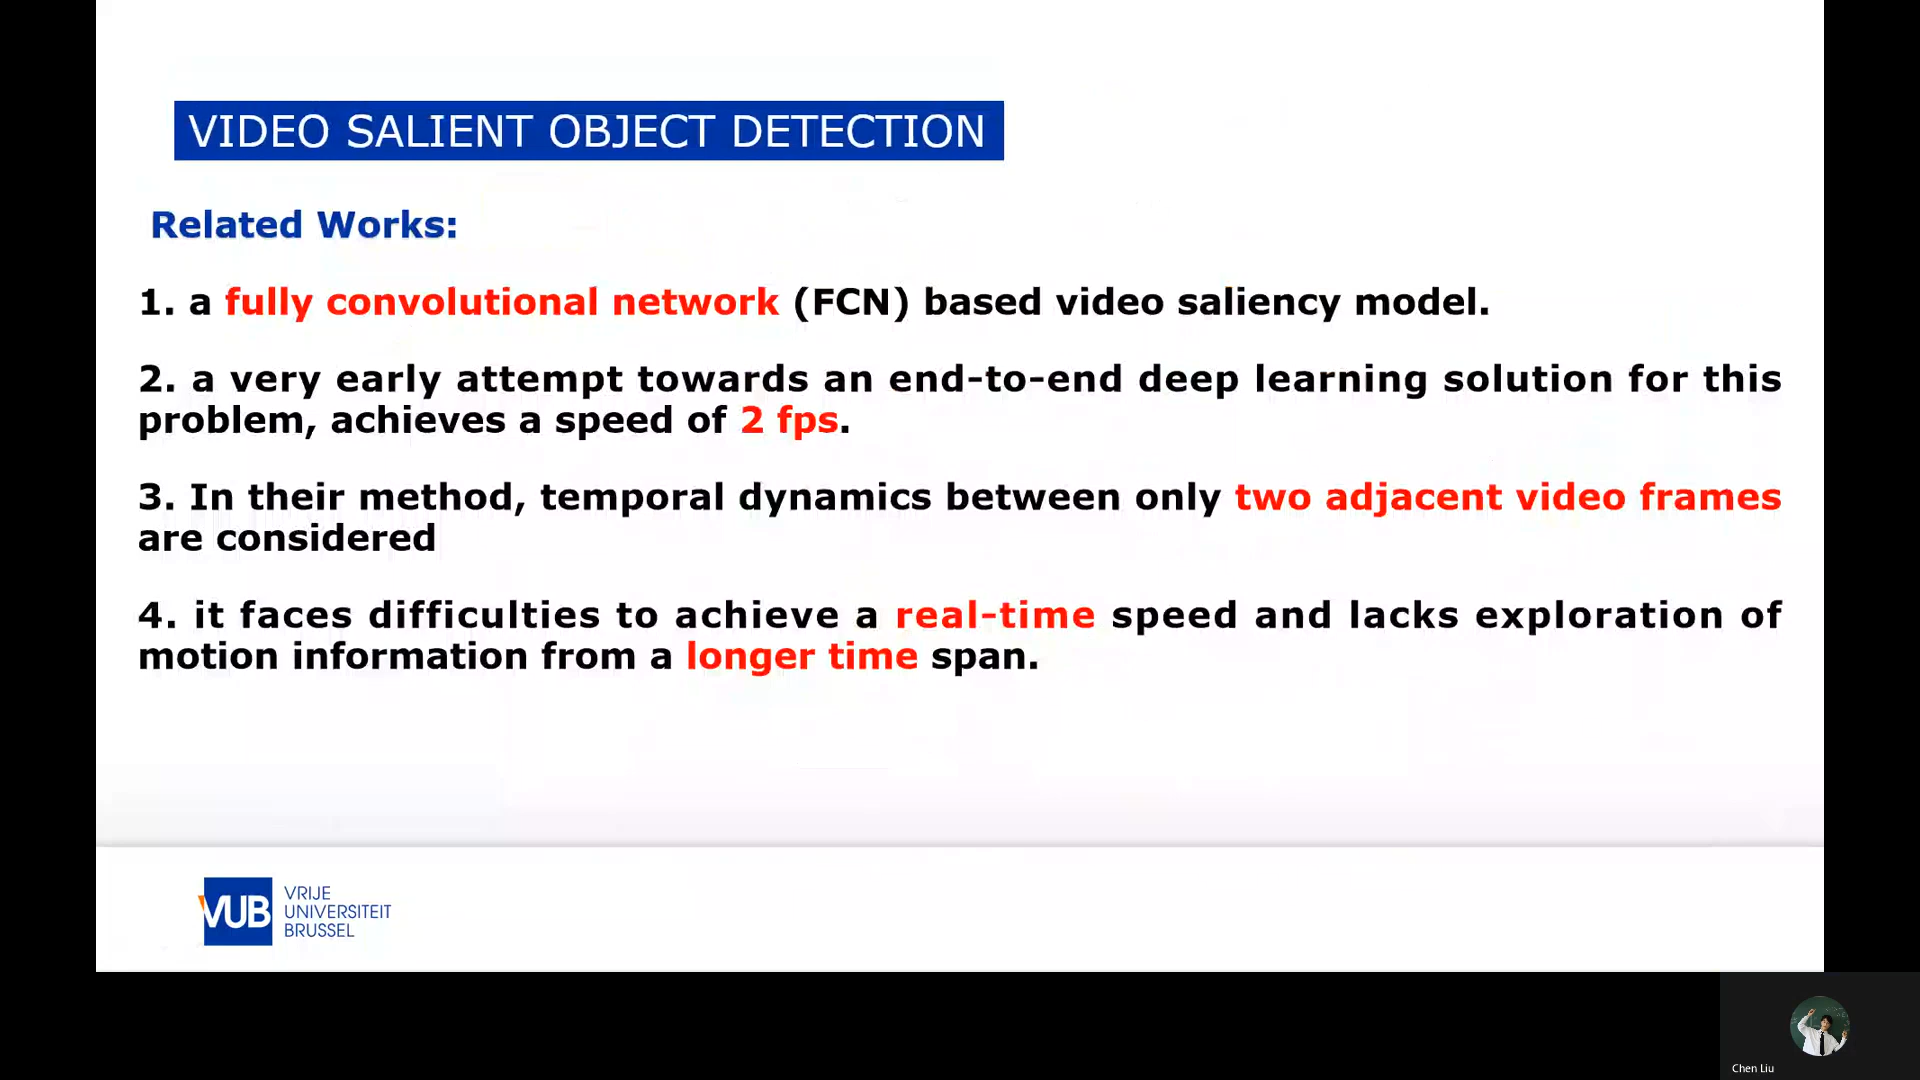 VIDEO SALIENT OBJECT DETECTION
Related Works:
1. a fully convolutional network (FCN) based video saliency model.
2. a very early attempt towards an end-to-end deep learning solution for this
problem, achieves a speed of 2 fps.
3. In their method, temporal dynamics between only two adjacent video frames
are considered
4. it faces difficulties to achieve a real-time speed and lacks exploration of
motion information from a longer time span.
VUB
VRIJE
UNIVERSITEIT
BRUSSEL
Chen Liu